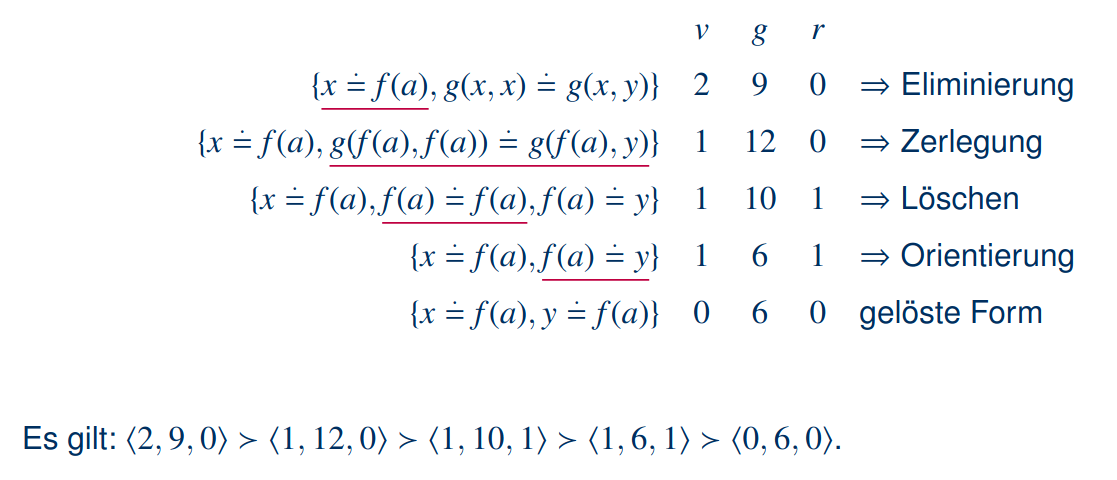 v g r
{x ≐ f(a), g(x, x) ≐ g(x, y)} 2 9 0 ⇒ Eliminierung
{x ≐ f(a), g(f(a), f(a)) ≐ g(f(a), y)} 1 12 0 ⇒ Zerlegung
{x ≐ f(a), f(a) ≐ f(a), f(a) ≐ y} 1 10 1 ⇒ Löschen
{x ≐ f(a), f(a) ≐ y} 1 6 1 ⇒ Orientierung
{x ≐ f(a), y ≐ f(a)} 0 6 0 gelöste Form
Es gilt: ⟨2, 9, 0⟩ ≻ ⟨1, 12, 0⟩ ≻ ⟨1, 10, 1⟩ ≻ ⟨1, 6, 1⟩ ≻ ⟨0, 6, 0⟩.